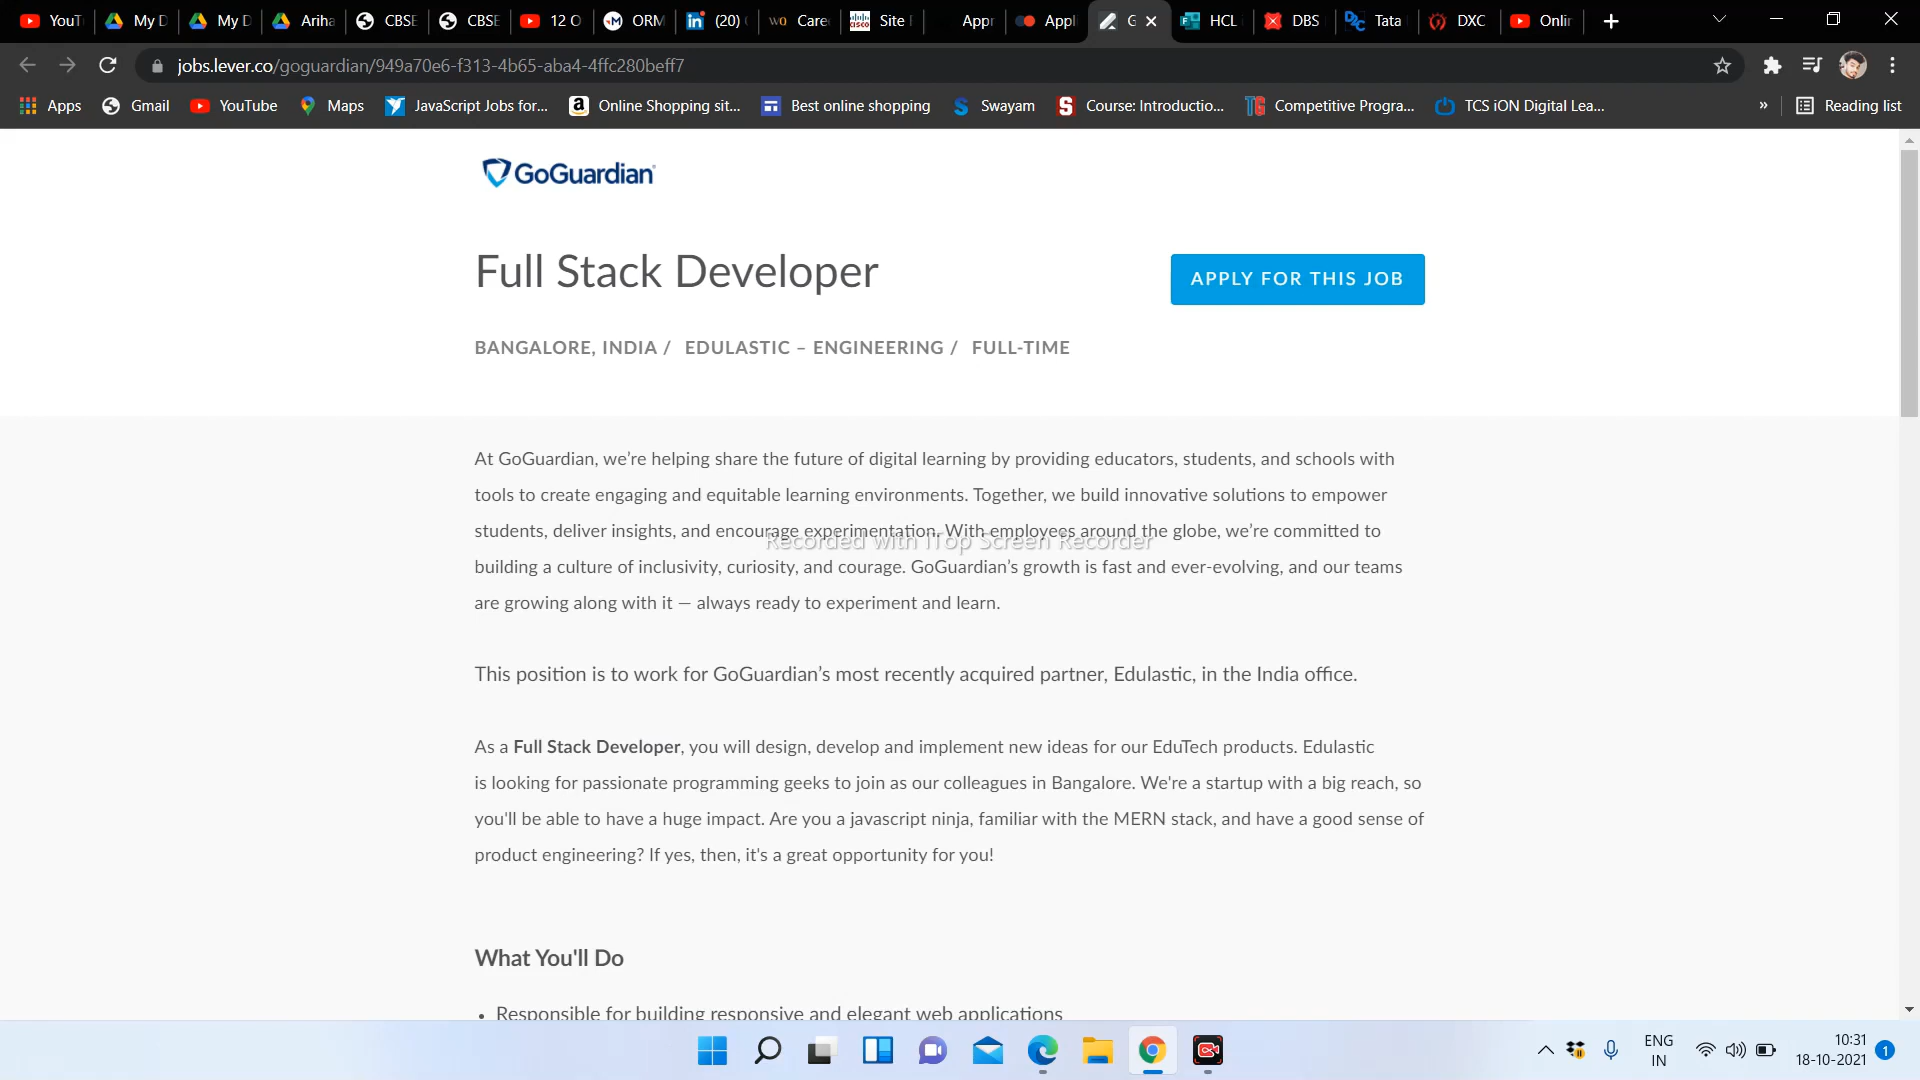 YouT
My D
My D
Ariha
CBSE
CBSE
12 O
ORM
(20)
Care
Site
Appr
Appl
G
HCL
DBS
Tata
DXC
Onlin
jobs.lever.co/goguardian/949a70e6-f313-4b65-aba4-4ffc280beff7
Apps
Gmail
YouTube
Maps
JavaScript Jobs for...
Online Shopping sit...
Best online shopping
Swayam
Course: Introductio...
Competitive Progra...
TCS iON Digital Lea...
»
Reading list
GoGuardian
Full Stack Developer
APPLY FOR THIS JOB
BANGALORE, INDIA / EDULASTIC – ENGINEERING / FULL-TIME
At GoGuardian, we’re helping share the future of digital learning by providing educators, students, and schools with
tools to create engaging and equitable learning environments. Together, we build innovative solutions to empower
students, deliver insights, and encourage experimentation. With employees around the globe, we’re committed to
Recorded with iTop Screen Recorder
building a culture of inclusivity, curiosity, and courage. GoGuardian’s growth is fast and ever-evolving, and our teams
are growing along with it — always ready to experiment and learn.
This position is to work for GoGuardian’s most recently acquired partner, Edulastic, in the India office.
As a Full Stack Developer, you will design, develop and implement new ideas for our EduTech products. Edulastic
is looking for passionate programming geeks to join as our colleagues in Bangalore. We're a startup with a big reach, so
you'll be able to have a huge impact. Are you a javascript ninja, familiar with the MERN stack, and have a good sense of
product engineering? If yes, then, it's a great opportunity for you!
What You'll Do
• Responsible for building responsive and elegant web applications
ENG
IN
10:31
18-10-2021
1